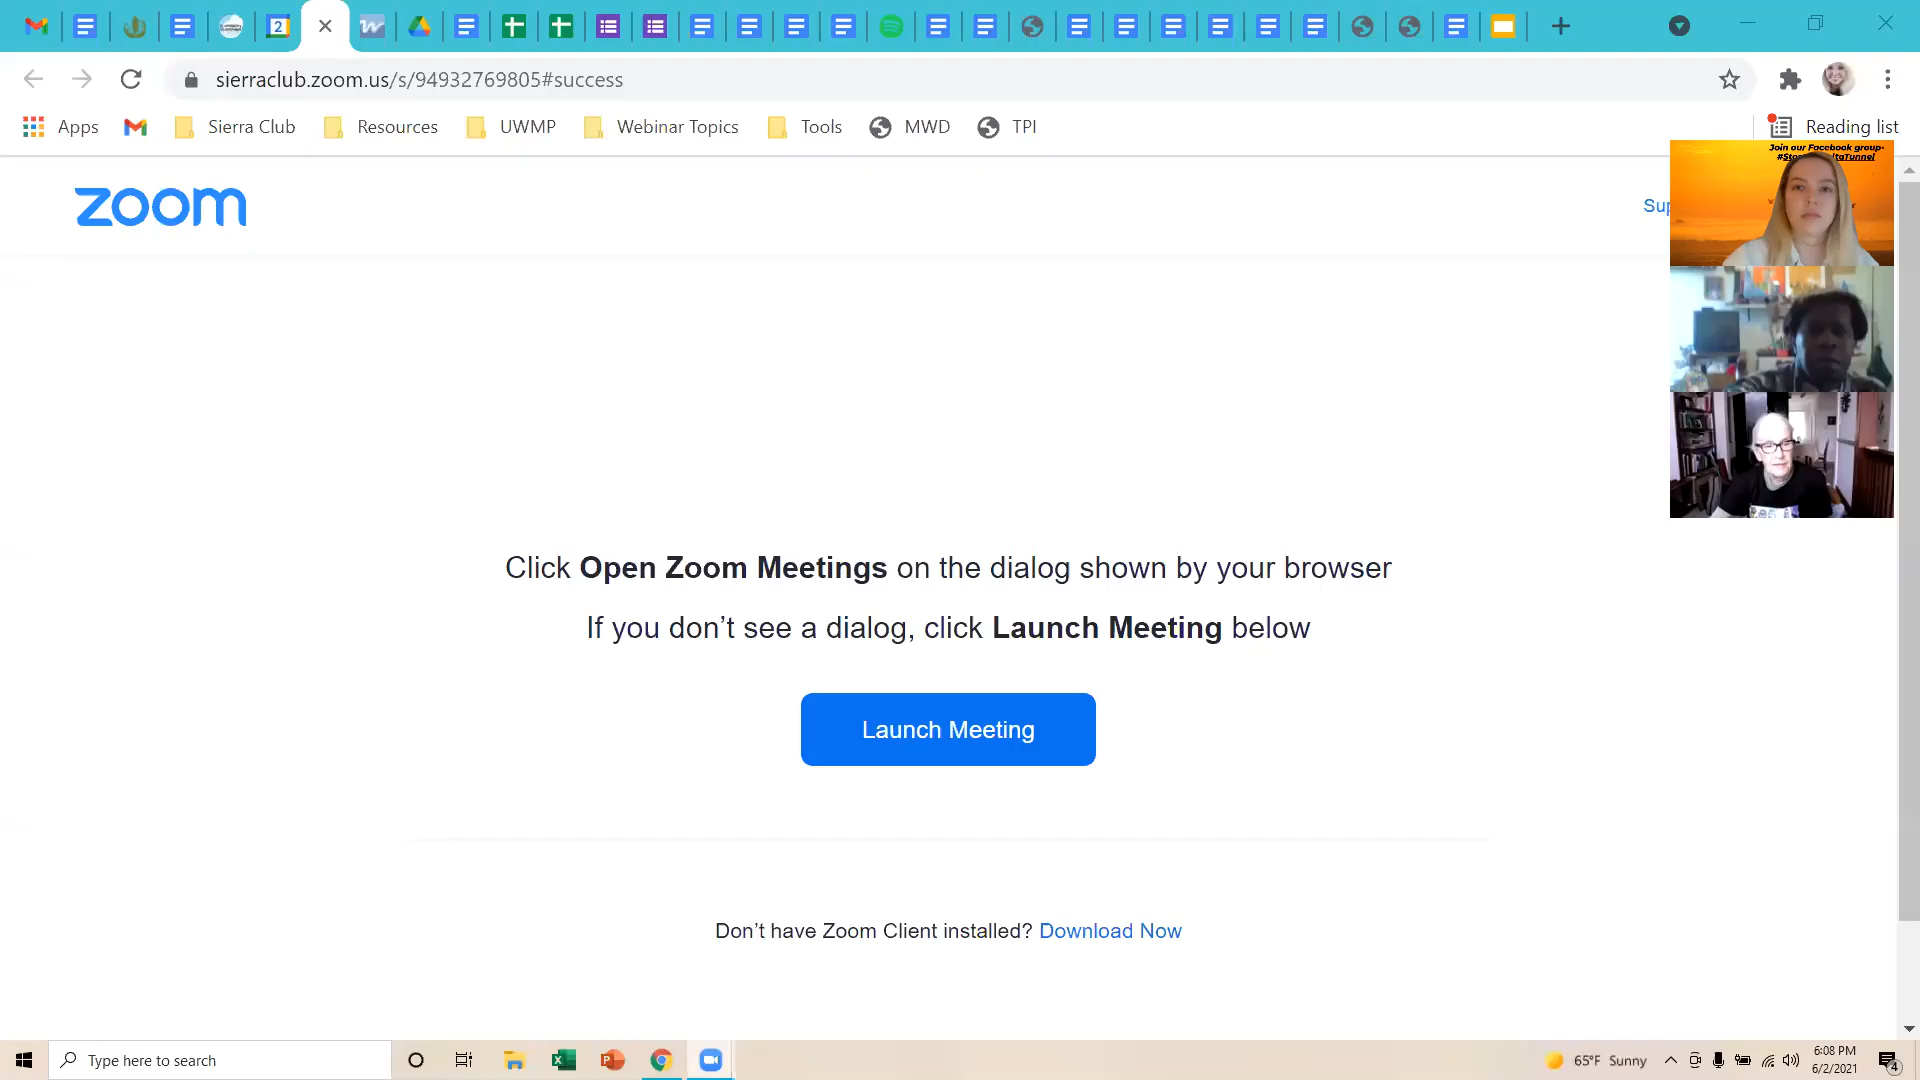 2
sierraclub.zoom.us/s/94932769805#success
Apps
Sierra Club
Resources
UWMP
Webinar Topics
Tools
MWD
TPI
Reading list
Join our Facebook group-
zoom
Click Open Zoom Meetings on the dialog shown by your browser
If you don’t see a dialog, click Launch Meeting below
Launch Meeting
Don’t have Zoom Client installed? Download Now
Type here to search
65°F Sunny
6:08 PM
6/2/2021
4